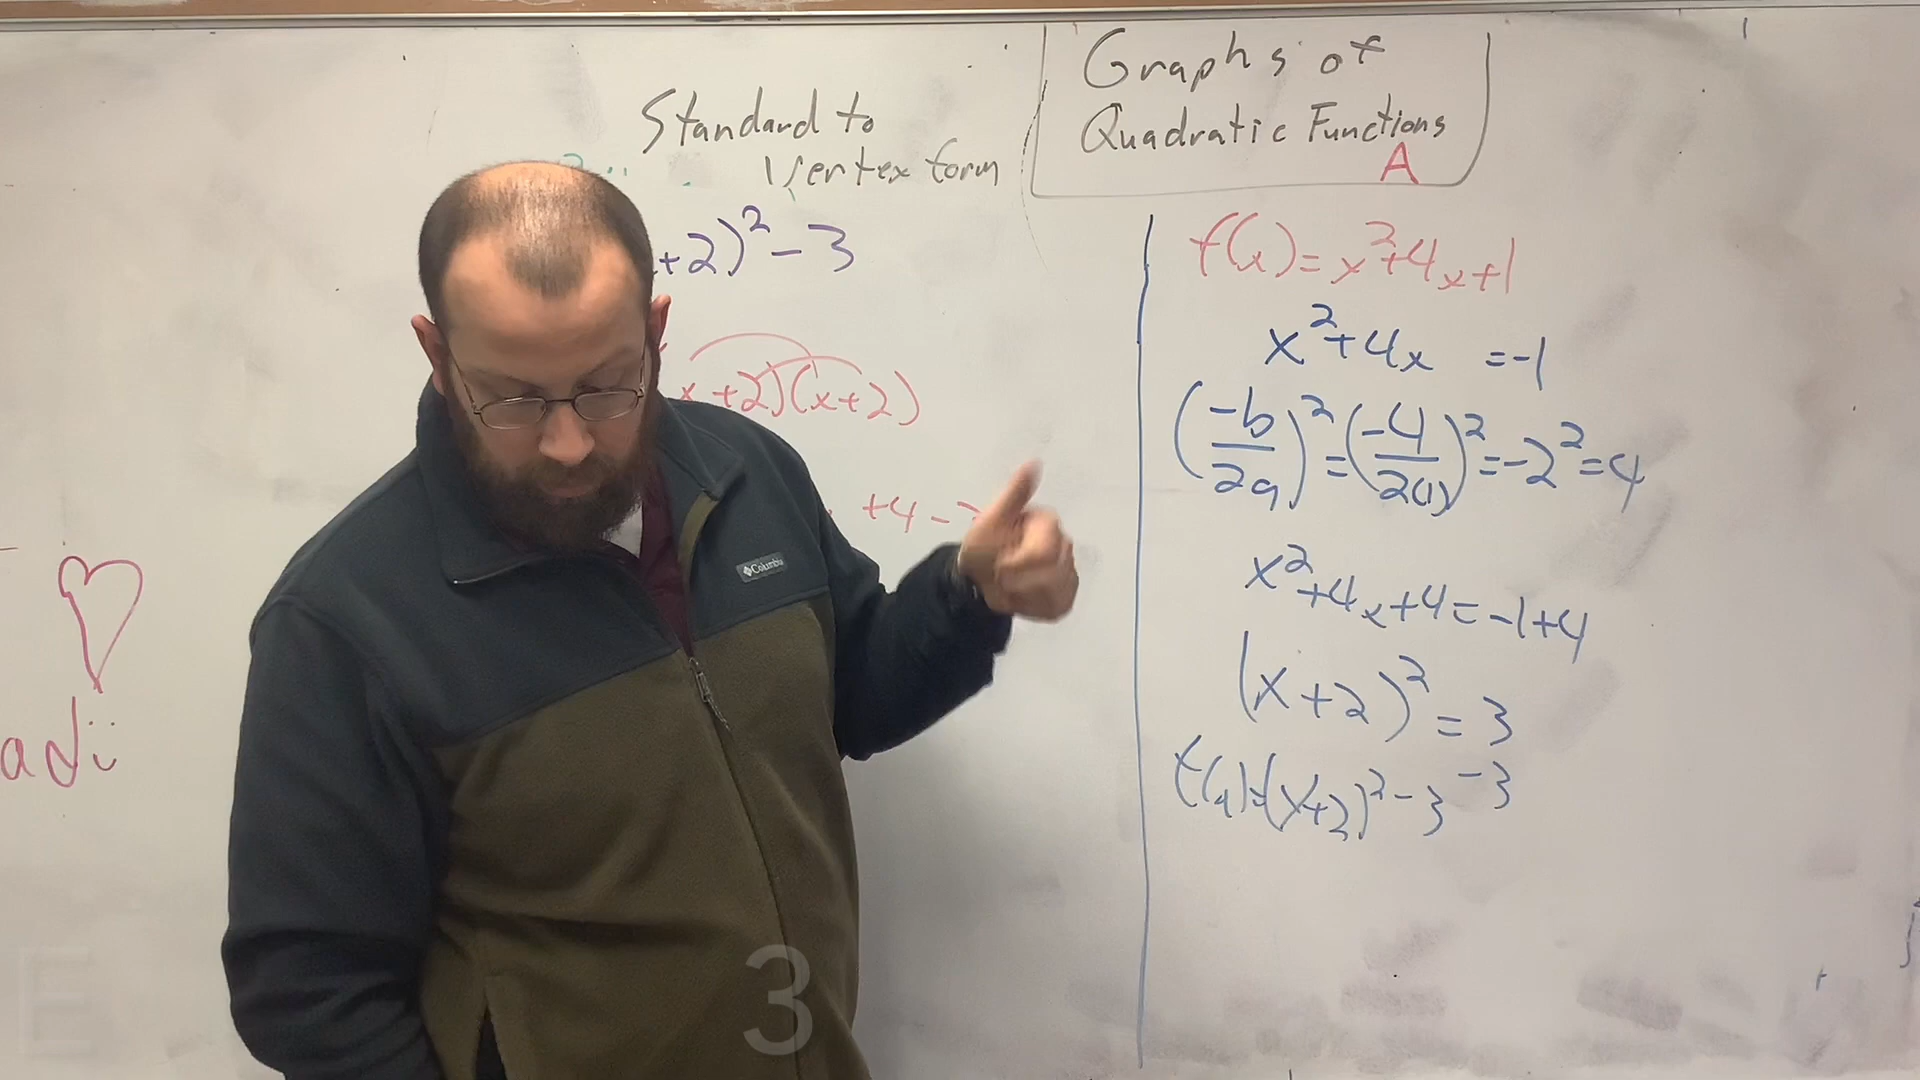 Graphs of
Quadratic Functions
A
Standard to
Vertex form
+2)² - 3
x +2)(x+2)
+4 -
adi
Columbia
f(x) = x²+4x+1
x²+4x = -1
(-b/2a)² = (-4/2(1))² = -2² = 4
x²+4x+4 = -1+4
(x+2)² = 3
-3
f(x)=(x+2)² - 3
E
3